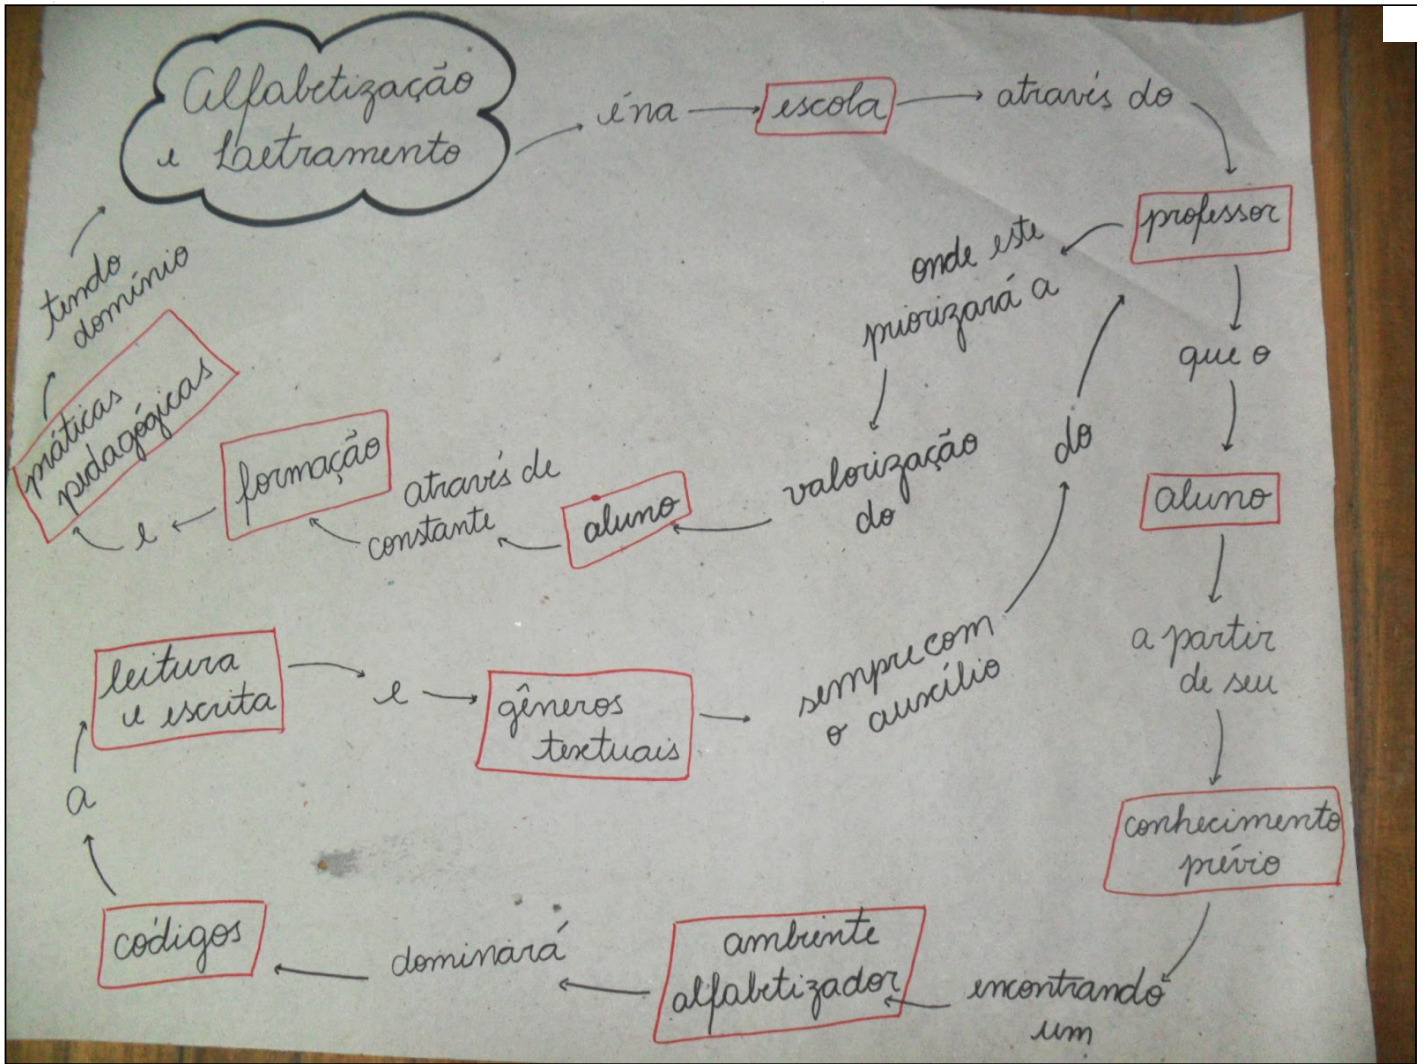 Alfabetização
e Laetramento
é na
escola
através do
professor
que o
aluno
a partir
de seu
conhecimento
prévio
encontrando
um
ambiente
alfabetizador
dominará
códigos
a
leitura
e escrita
e
gêneros
textuais
sempre com
o auxílio
do
onde este
priorizará a
valorização
do
aluno
através de
constante
formação
e
práticas
pedagógicas
tendo
domínio